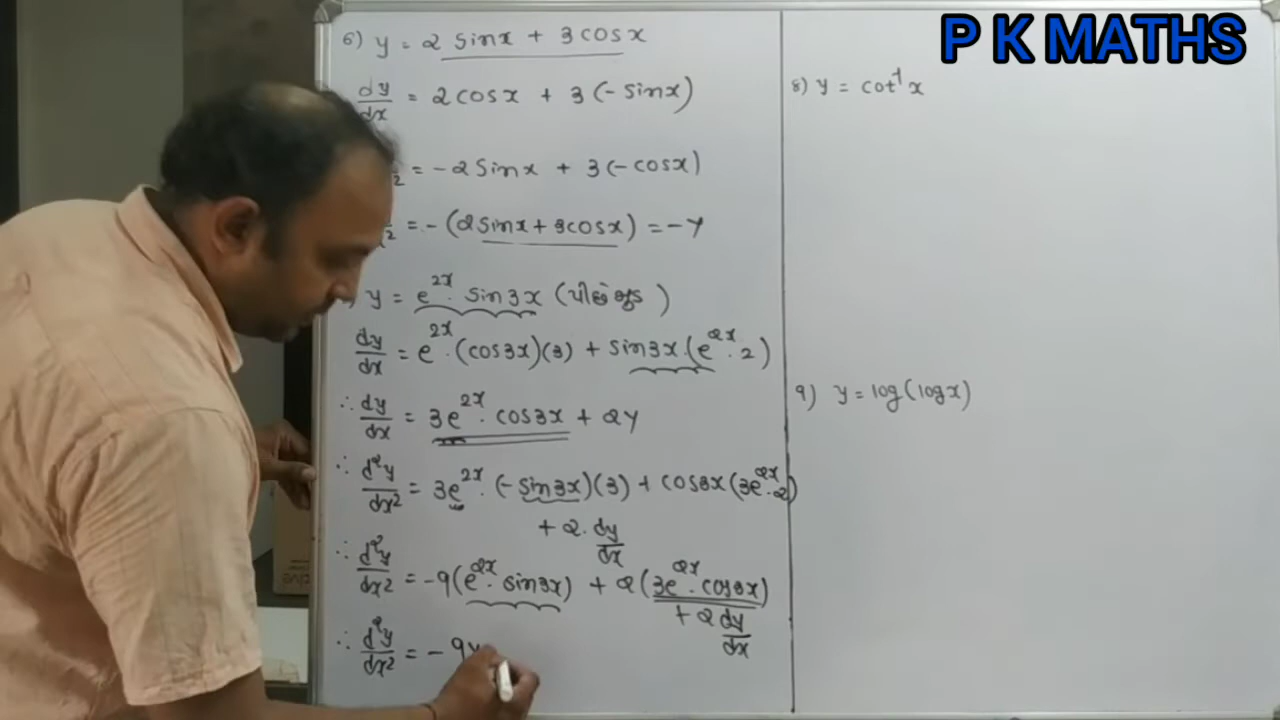 P K MATHS
6) y = 2 sinx + 3 cosx
dy/dx = 2 cosx + 3 (- sinx)
= -2 sinx + 3 (- cosx)
= - (2 sinx + 3 cosx) = -y
) y = e^2x . sin3x (પીછે મુડ)
dy/dx = e^2x . (cos3x)(3) + sin3x . (e^2x . 2)
∴ dy/dx = 3e^2x . cos3x + 2y
∴ d²y/dx² = 3e^2x . (- sin3x)(3) + cos3x (3e^2x . 2)
+ 2 . dy/dx
∴ d²y/dx² = -9 (e^2x . sin3x) + 2 (3e^2x . cos3x)
+ 2 dy/dx
∴ d²y/dx² = - 9y
8) y = cot⁻¹ x
9) y = log (log x)